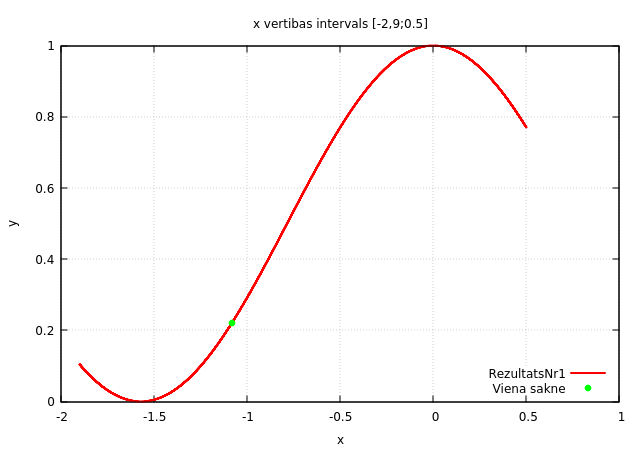 x vertibas intervals [-2,9;0.5]
1
0.8
0.6
0.4
0.2
0
y
RezultatsNr1
Viena sakne
-2 -1.5 -1 -0.5 0 0.5 1
x